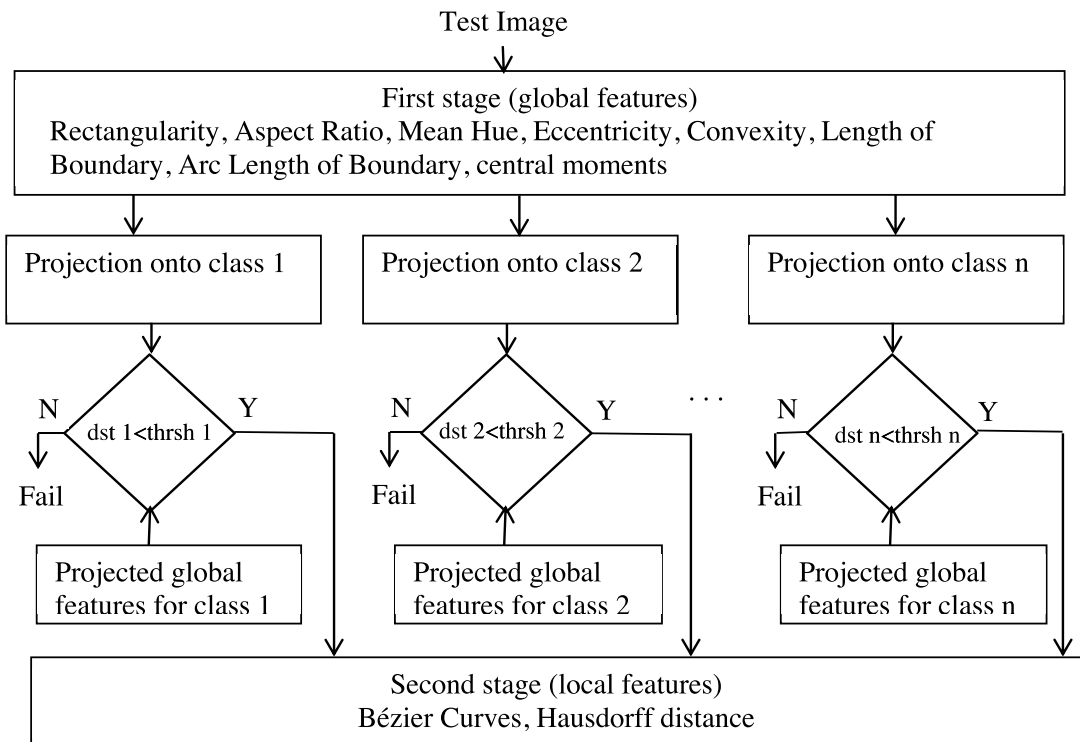 Test Image
First stage (global features)
Rectangularity, Aspect Ratio, Mean Hue, Eccentricity, Convexity, Length of
Boundary, Arc Length of Boundary, central moments
Projection onto class 1
Projection onto class 2
Projection onto class n
N
Y
dst 1<thrsh 1
Fail
N
Y
dst 2<thrsh 2
Fail
. . .
N
Y
dst n<thrsh n
Fail
Projected global
features for class 1
Projected global
features for class 2
Projected global
features for class n
Second stage (local features)
Bézier Curves, Hausdorff distance